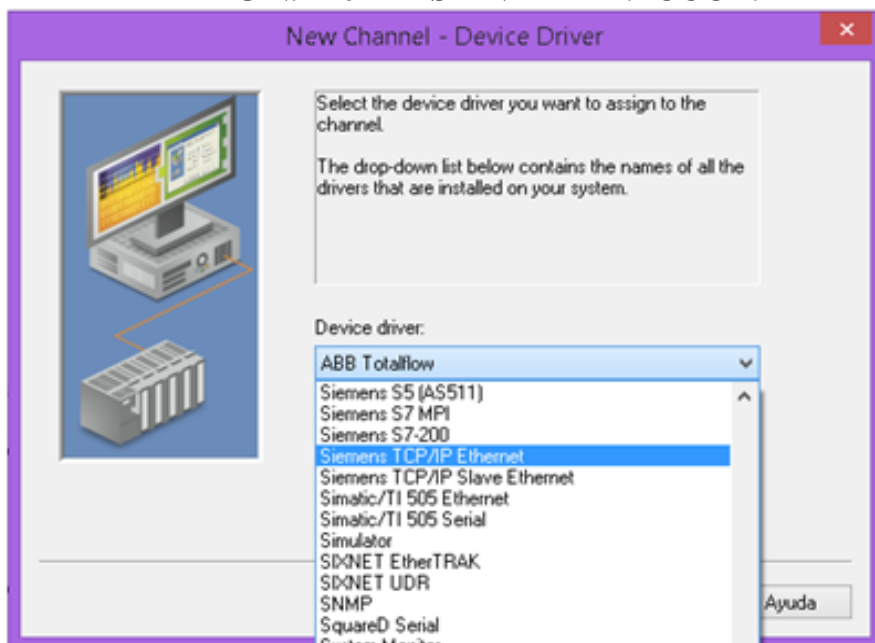 New Channel - Device Driver
Select the device driver you want to assign to the
channel.
The drop-down list below contains the names of all the
drivers that are installed on your system.
Device driver:
ABB Totalflow
Siemens S5 (AS511)
Siemens S7 MPI
Siemens S7-200
Siemens TCP/IP Ethernet
Siemens TCP/IP Slave Ethernet
Simatic/TI 505 Ethernet
Simatic/TI 505 Serial
Simulator
SIXNET EtherTRAK
SIXNET UDR
SNMP
Ayuda
SquareD Serial